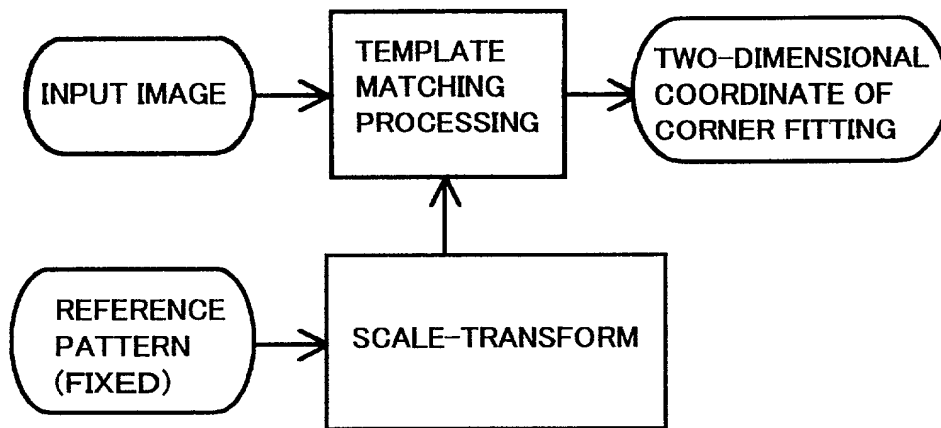 INPUT IMAGE
TEMPLATE
MATCHING
PROCESSING
TWO-DIMENSIONAL
COORDINATE OF
CORNER FITTING
REFERENCE
PATTERN
(FIXED)
SCALE-TRANSFORM